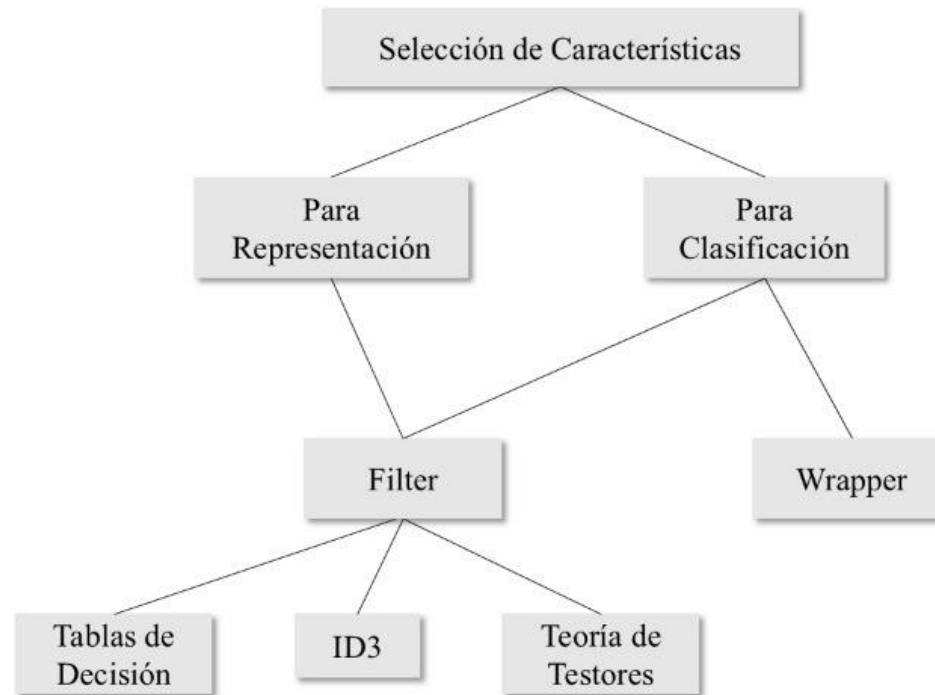 Selección de Características
Para
Representación
Para
Clasificación
Filter
Wrapper
Tablas de
Decisión
ID3
Teoría de
Testores